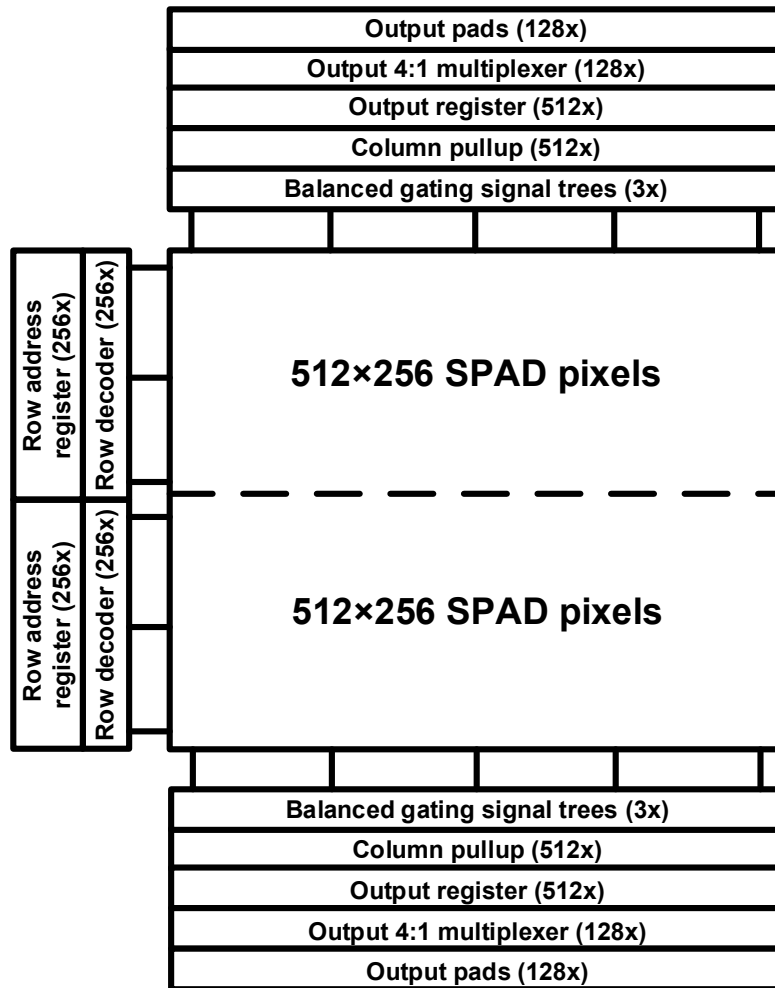 Output pads (128x)
Output 4:1 multiplexer (128x)
Output register (512x)
Column pullup (512x)
Balanced gating signal trees (3x)
Row address
register (256x)
Row decoder (256x)
512×256 SPAD pixels
Row address
register (256x)
Row decoder (256x)
512×256 SPAD pixels
Balanced gating signal trees (3x)
Column pullup (512x)
Output register (512x)
Output 4:1 multiplexer (128x)
Output pads (128x)